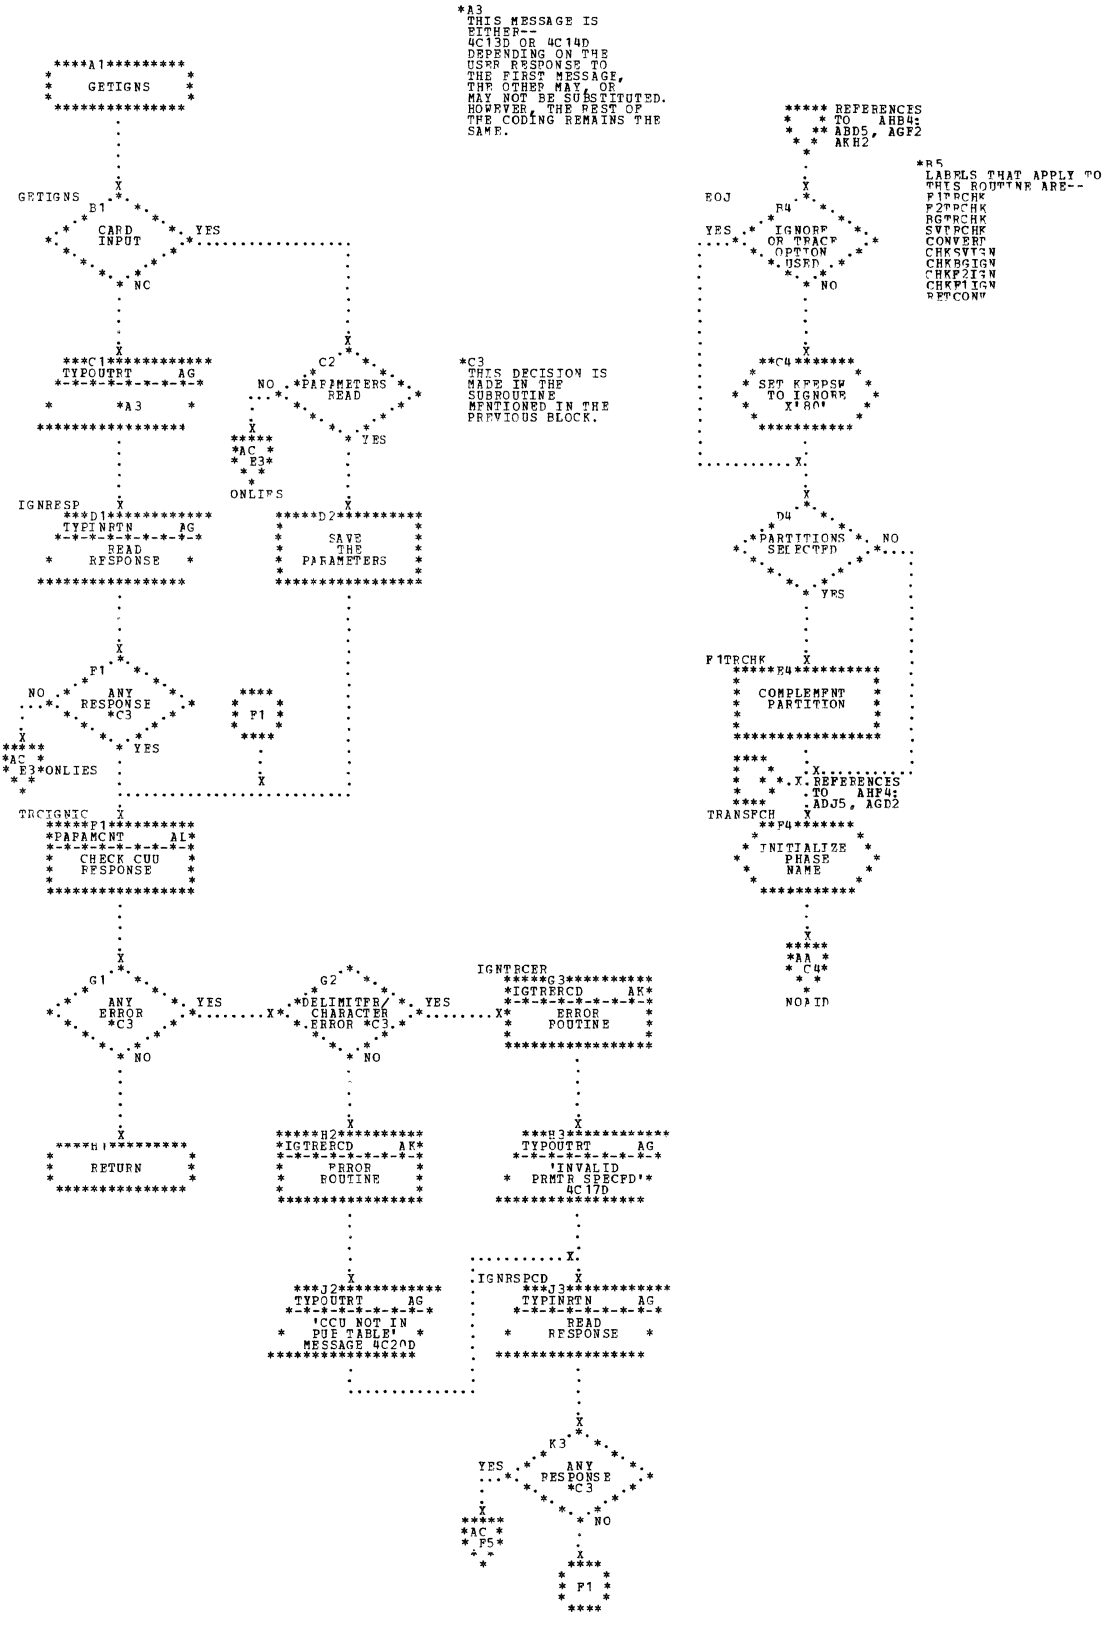 *A3
THIS MESSAGE IS
EITHER--
4C13D OR 4C14D
DEPENDING ON THE
USER RESPONSE TO
THE FIRST MESSAGE,
THE OTHER MAY, OR
MAY NOT BE SUBSTITUTED.
HOWEVER, THE REST OF
THE CODING REMAINS THE
SAME.
A1
GETIGNS
GETIGNS
B1
CARD
INPUT
YES
NO
C1
TYPOUTRT AG
*A3
C2
PARAMETERS
READ
NO
YES
AC
E3
ONLIES
*C3
THIS DECISION IS
MADE IN THE
SUBROUTINE
MENTIONED IN THE
PREVIOUS BLOCK.
IGNRESP
D1
TYPINRTN AG
READ
RESPONSE
D2
SAVE
THE
PARAMETERS
E1
ANY
RESPONSE
*C3
NO
YES
AC
E3
ONLIES
F1
TRCIGNIC
F1
PAPAMCNT AL
CHECK CUU
RESPONSE
G1
ANY
ERROR
*C3
YES
NO
G2
DELIMITER/
CHARACTER
ERROR *C3
YES
NO
IGNTRCER
G3
IGTRERCD AK
ERROR
ROUTINE
H1
RETURN
H2
IGTRERCD AK
ERROR
ROUTINE
H3
TYPOUTRT AG
'INVALID
PRMTR SPECFD'
4C17D
J2
TYPOUTRT AG
'CCU NOT IN
PUB TABLE'
MESSAGE 4C20D
IGNRSPCD
J3
TYPINRTN AG
READ
RESPONSE
K3
ANY
RESPONSE
*C3
YES
NO
AC
F5
F1
REFERENCES
TO AHB4:
ABD5, AGF2
AKH2
EOJ
B4
IGNORE
OR TRACE
OPTION
USED
YES
NO
*B5
LABELS THAT APPLY TO
THIS ROUTINE ARE--
F1TRCHK
F2TRCHK
BGTRCHK
SVTRCHK
CONVERT
CHKSVIGN
CHKBGIGN
CHKF2IGN
CHKF1IGN
RETCONV
C4
SET KEEPSW
TO IGNORE
X'80'
D4
PARTITIONS
SELECTED
NO
YES
F1TRCHK
E4
COMPLEMENT
PARTITION
REFERENCES
TO AHF4:
ADJ5, AGD2
TRANSFCH
F4
INITIALIZE
PHASE
NAME
AA
C4
NOAID